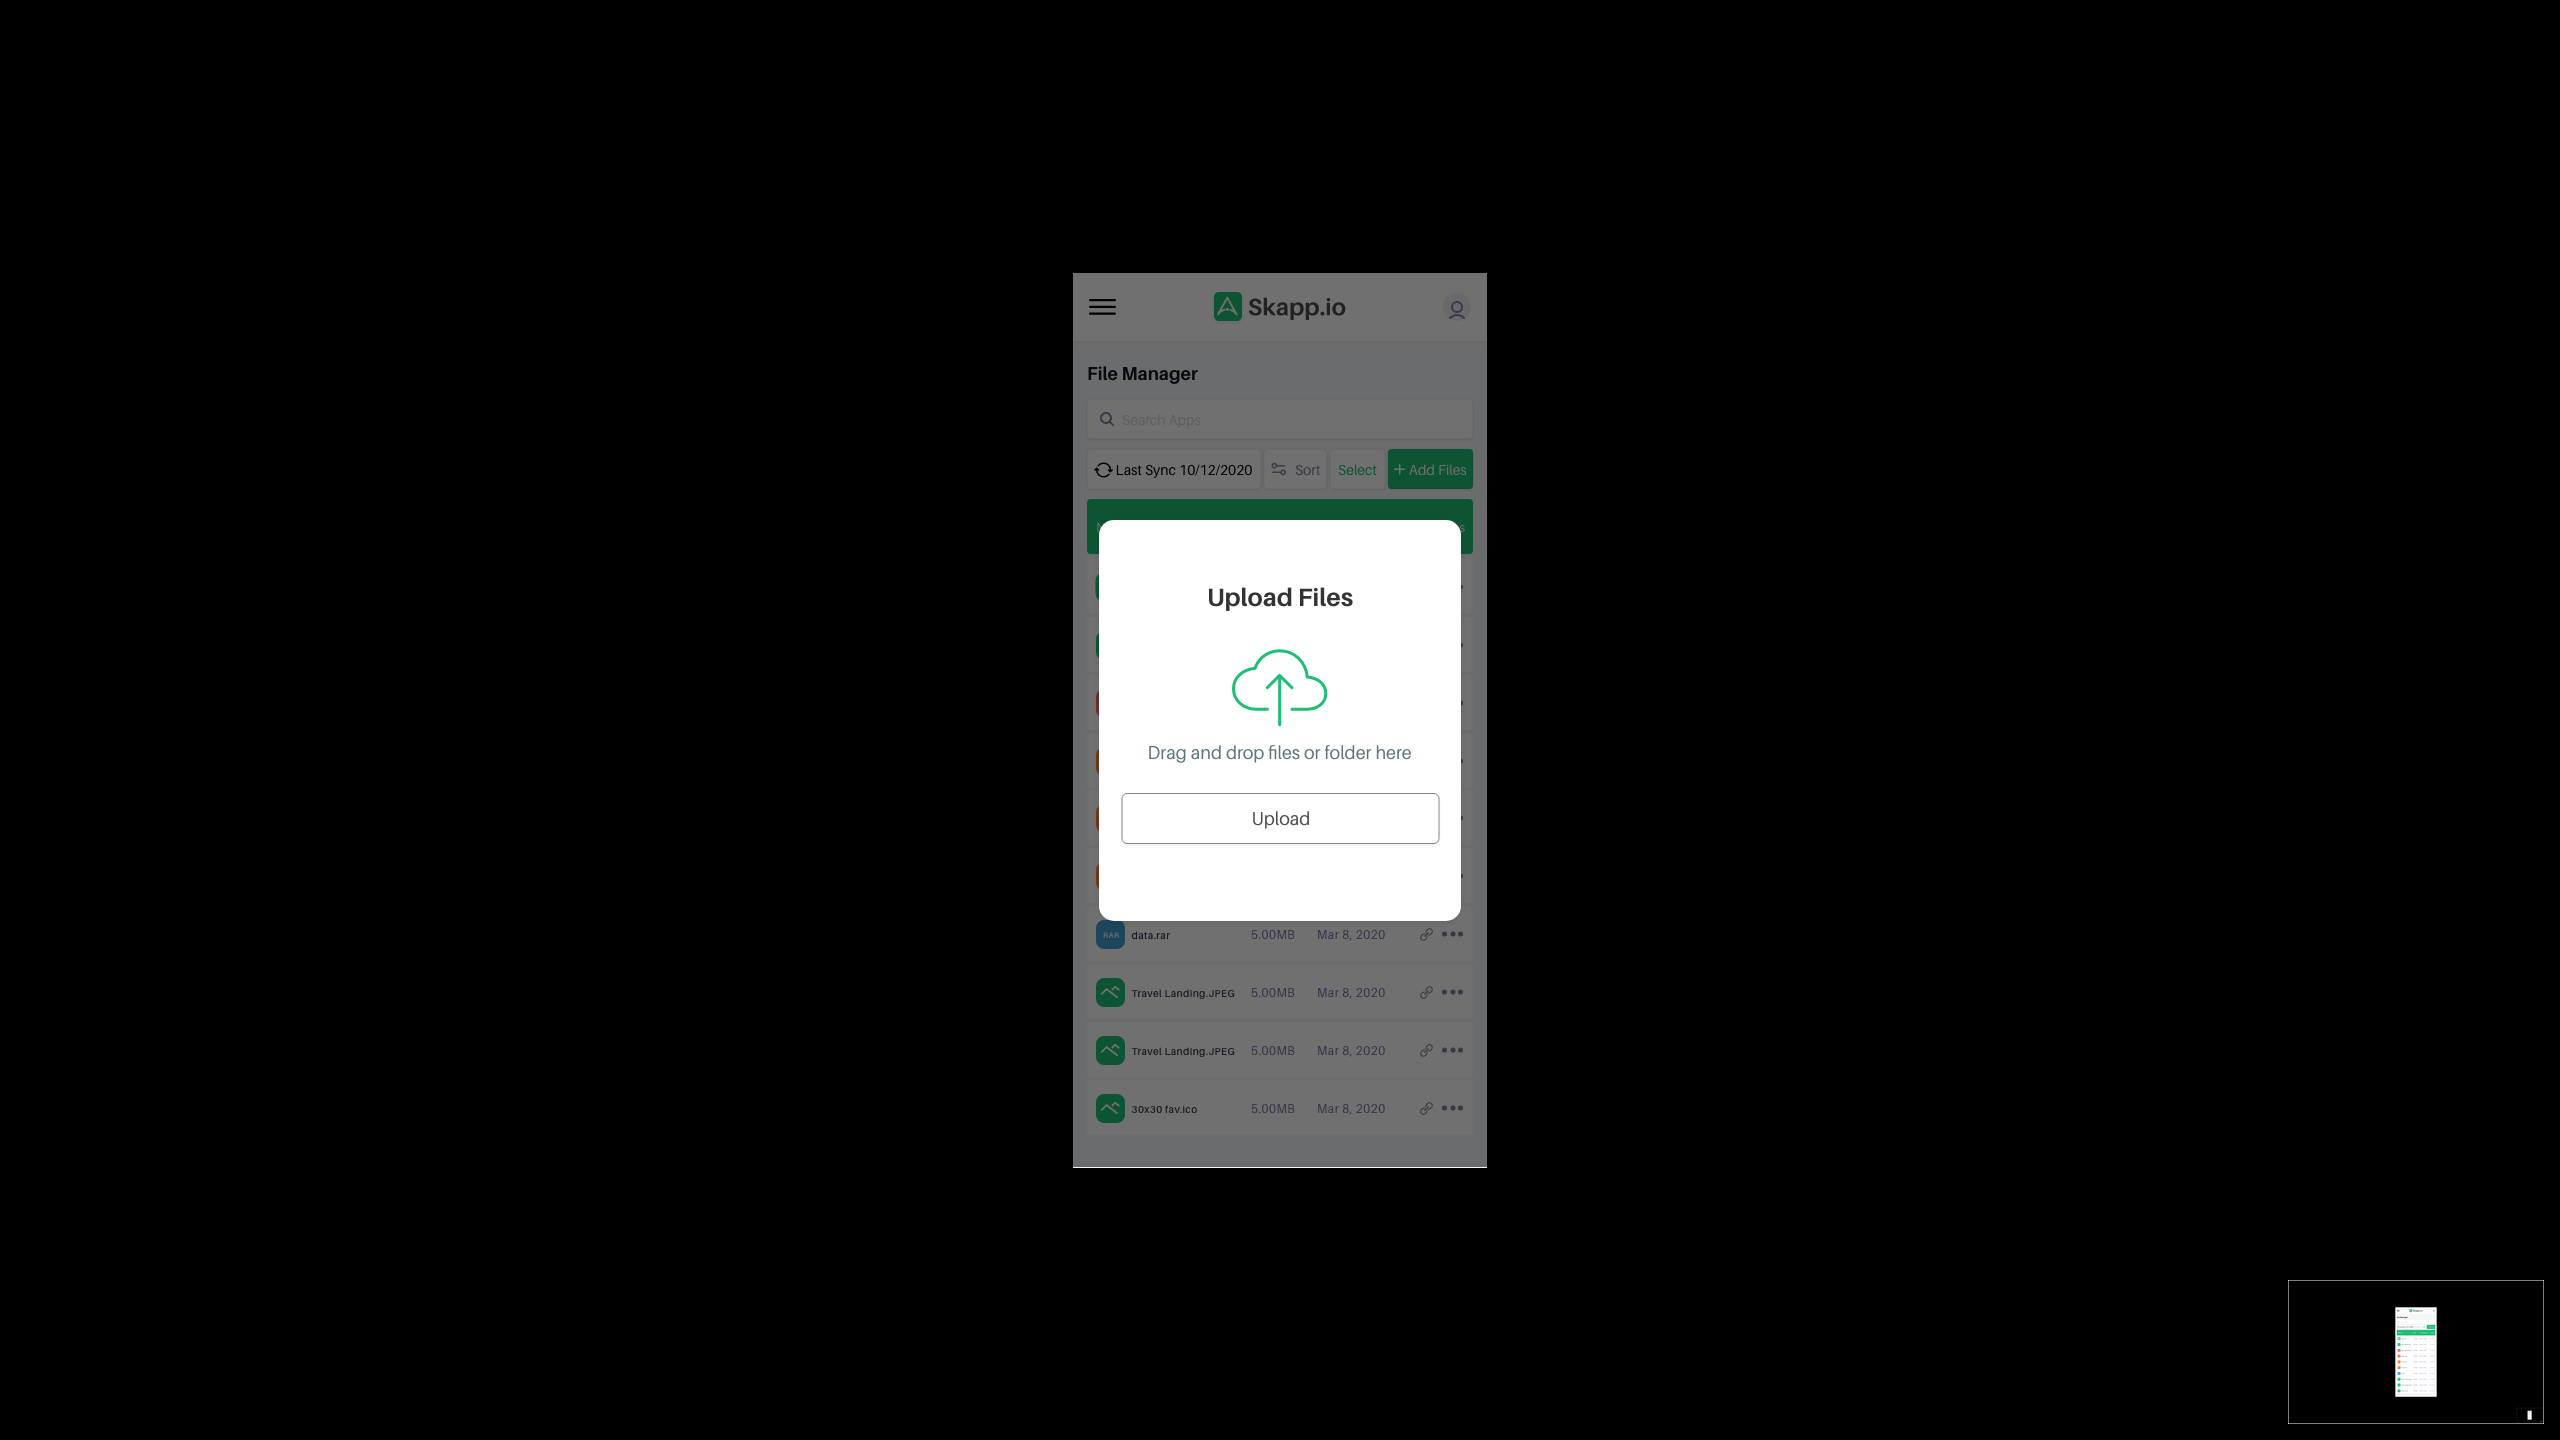 Skapp.io
File Manager
Search Apps
Last Sync 10/12/2020 Sort Select + Add Files
Upload Files
Drag and drop files or folder here
Upload
RAR data.rar 5.00MB Mar 8, 2020
Travel Landing.JPEG 5.00MB Mar 8, 2020
Travel Landing.JPEG 5.00MB Mar 8, 2020
30x30 fav.ico 5.00MB Mar 8, 2020